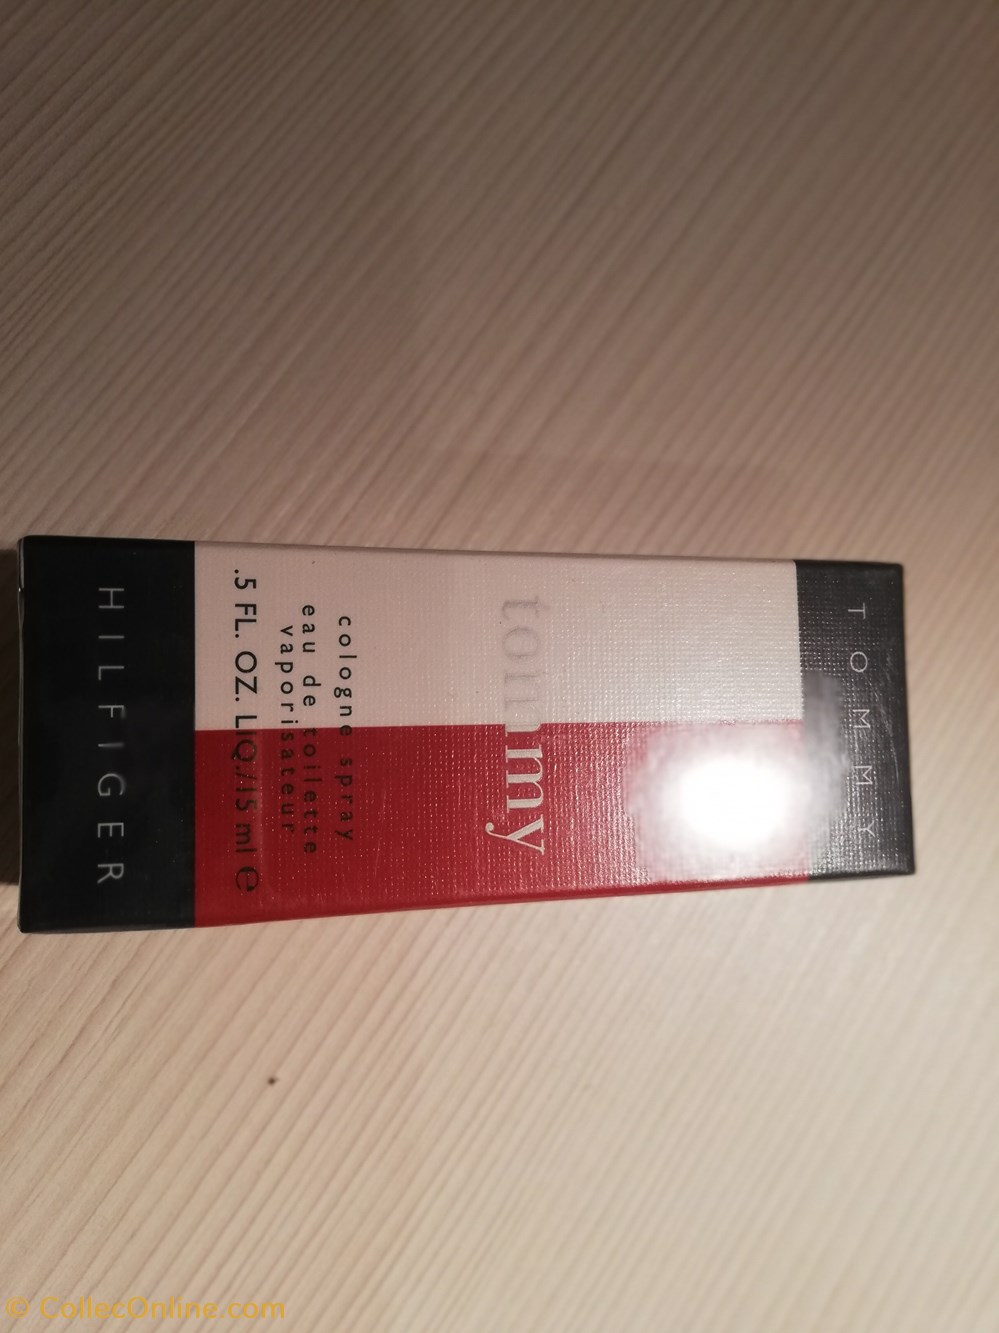 TOMMY
tommy
cologne spray
eau de toilette
vaporisateur
.5 FL. OZ. LIQ./15 ml ℮
HILFIGER
© CollecOnline.com